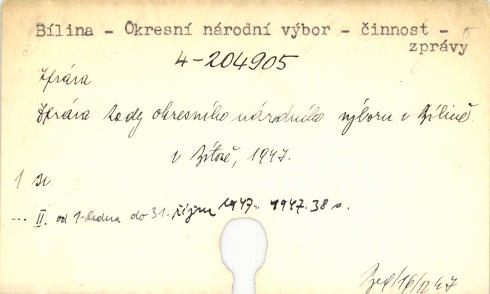 Bílina - Okresní národní výbor - činnost -
zprávy
4-204905
Zpráva
Zpráva rady okresního národního výboru v Bílině.
v Bílině, 1947.
1 sv.
... II. od 1. ledna do 31. října 1947. 1947. 38 s.